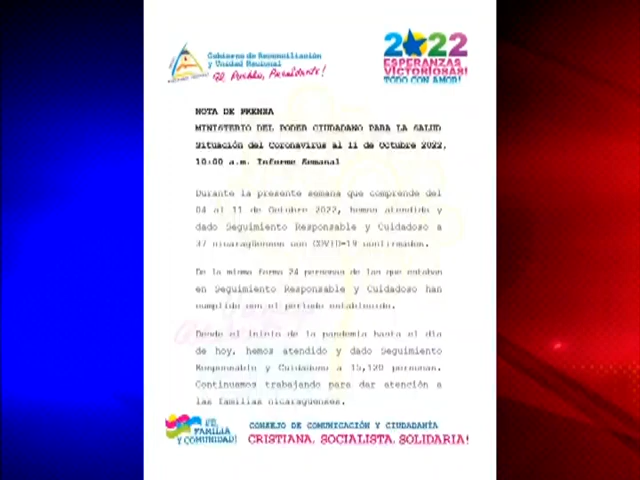 Gobierno de Reconciliación
y Unidad Nacional
El Pueblo, Presidente!
2022
ESPERANZAS
VICTORIOSAS!
TODO CON AMOR!
NOTA DE PRENSA
MINISTERIO DEL PODER CIUDADANO PARA LA SALUD
Situación del Coronavirus al 11 de Octubre 2022,
10:00 a.m. Informe Semanal
Durante la presente semana que comprende del
04 al 11 de Octubre 2022, hemos atendido y
dado Seguimiento Responsable y Cuidadoso a
37 nicaragüenses con COVID-19 confirmados.
De la misma forma 24 personas de las que estaban
en Seguimiento Responsable y Cuidadoso han
cumplido con el período establecido.
Desde el inicio de la pandemia hasta el día
de hoy, hemos atendido y dado Seguimiento
Responsable y Cuidadoso a 15,120 personas.
Continuamos trabajando para dar atención a
las familias nicaragüenses.
FAMILIA
Y COMUNIDAD!
CONSEJO DE COMUNICACIÓN Y CIUDADANÍA
CRISTIANA, SOCIALISTA, SOLIDARIA!